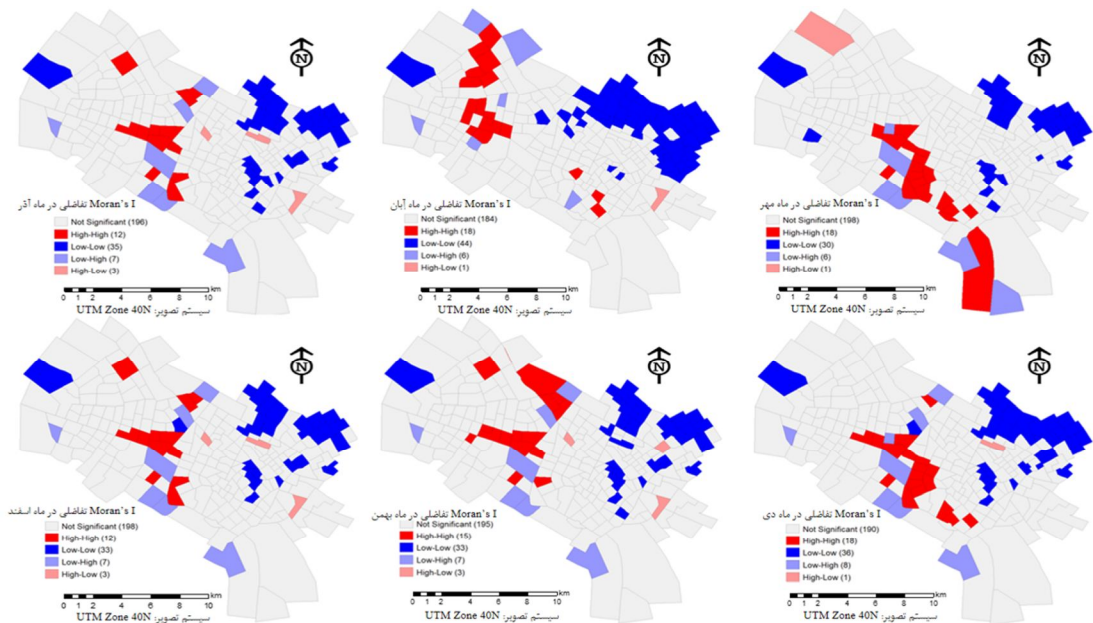 N
Moran's I تفاضلی در ماه آذر
Not Significant (196)
High-High (12)
Low-Low (35)
Low-High (7)
High-Low (3)
0 1 2 4 6 8 10 km
سیستم تصویر: UTM Zone 40N
N
Moran's I تفاضلی در ماه آبان
Not Significant (184)
High-High (18)
Low-Low (44)
Low-High (6)
High-Low (1)
0 1 2 4 6 8 10 km
سیستم تصویر: UTM Zone 40N
N
Moran's I تفاضلی در ماه مهر
Not Significant (198)
High-High (18)
Low-Low (30)
Low-High (6)
High-Low (1)
0 1 2 4 6 8 10 km
سیستم تصویر: UTM Zone 40N
N
Moran's I تفاضلی در ماه اسفند
Not Significant (198)
High-High (12)
Low-Low (33)
Low-High (7)
High-Low (3)
0 1 2 4 6 8 10 km
سیستم تصویر: UTM Zone 40N
N
Moran's I تفاضلی در ماه بهمن
Not Significant (195)
High-High (15)
Low-Low (33)
Low-High (7)
High-Low (3)
0 1 2 4 6 8 10 km
سیستم تصویر: UTM Zone 40N
N
Moran's I تفاضلی در ماه دی
Not Significant (190)
High-High (18)
Low-Low (36)
Low-High (8)
High-Low (1)
0 1 2 4 6 8 10 km
سیستم تصویر: UTM Zone 40N